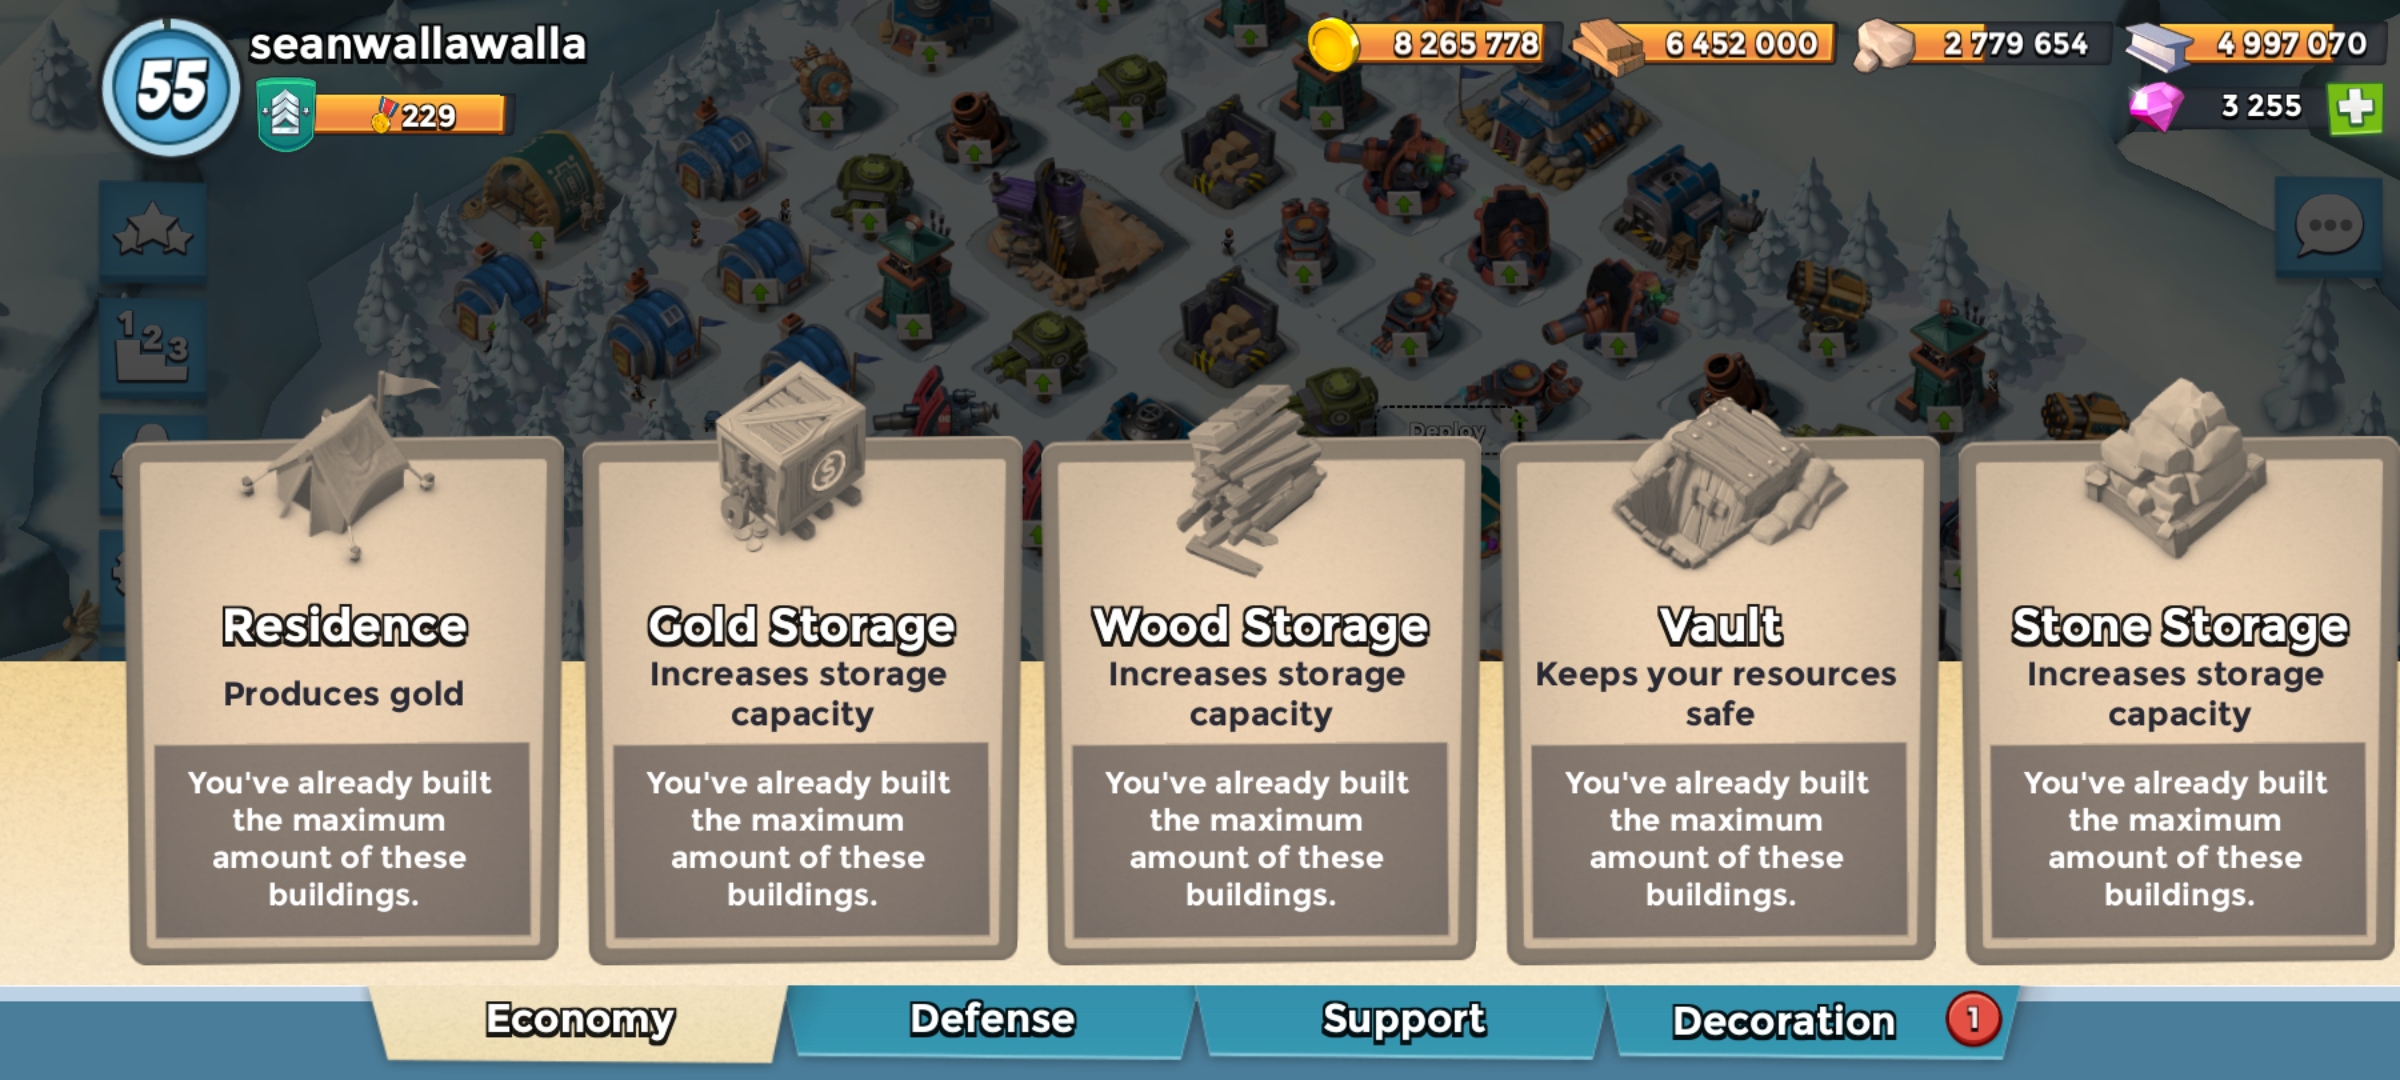 55
seanwallawalla
229
8 265 778
6 452 000
2 779 654
4 997 070
3 255
1 2 3
Deploy
Residence
Produces gold
You've already built
the maximum
amount of these
buildings.
Gold Storage
Increases storage
capacity
You've already built
the maximum
amount of these
buildings.
Wood Storage
Increases storage
capacity
You've already built
the maximum
amount of these
buildings.
Vault
Keeps your resources
safe
You've already built
the maximum
amount of these
buildings.
Stone Storage
Increases storage
capacity
You've already built
the maximum
amount of these
buildings.
Economy
Defense
Support
Decoration
1